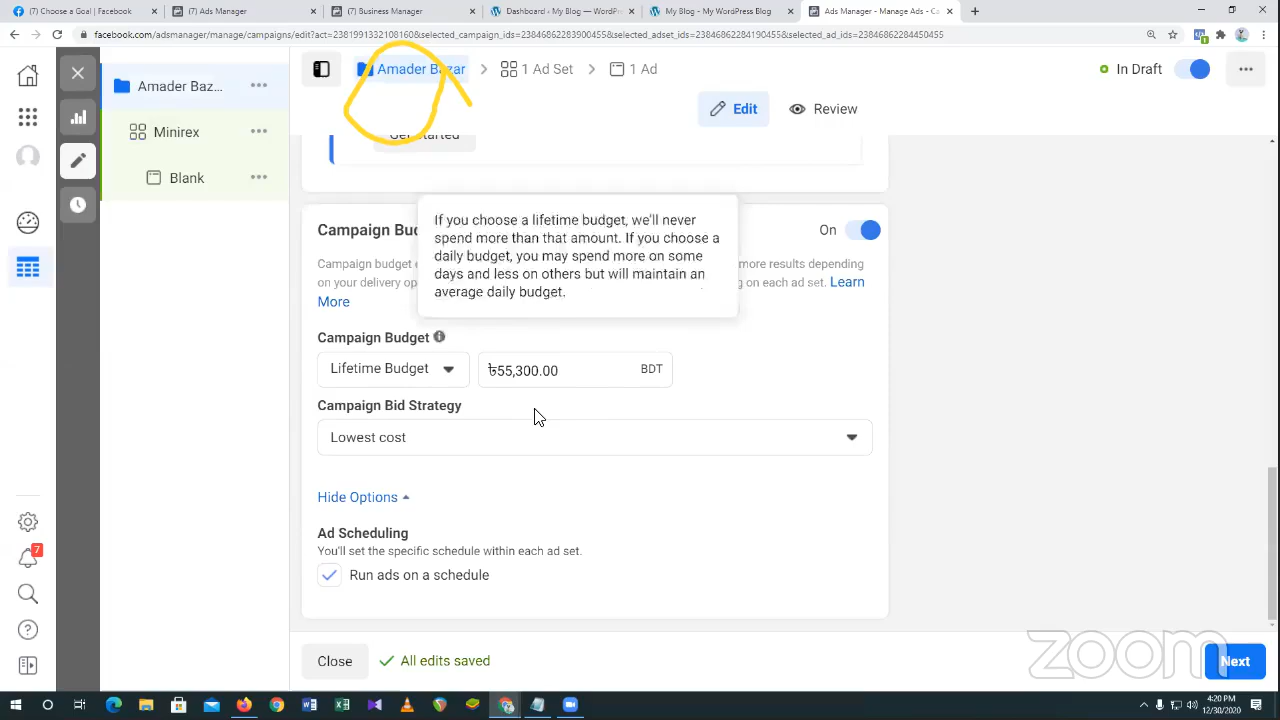 (7) Choose a Goal | Facebook
(7) Ads Manager
(7) Business Manager
Dashboard ‹ My Blog — WordPr
My Blog – My WordPress Blog
Ads Manager - Manage Ads - Ca
facebook.com/adsmanager/manage/campaigns/edit?act=238199133210816&selected_campaign_ids=23846862283900455&selected_adset_ids=23846862284190455&selected_ad_ids=23846862284450455
Amader Bazar
1 Ad Set
1 Ad
In Draft
Amader Baz...
Edit
Review
Minirex
Blank
Get started
If you choose a lifetime budget, we'll never
spend more than that amount. If you choose a
daily budget, you may spend more on some
days and less on others but will maintain an
average daily budget.
Campaign Bud
On
Campaign budget
more results depending
on your delivery op
ng on each ad set. Learn
More
Campaign Budget
Lifetime Budget
৳55,300.00
BDT
Campaign Bid Strategy
Lowest cost
Hide Options
Ad Scheduling
You'll set the specific schedule within each ad set.
Run ads on a schedule
7
Close
All edits saved
zoom
Next
4:20 PM
12/30/2020